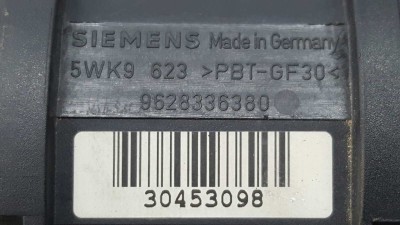 SIEMENS Made in Germany
5WK9 623 >PBT-GF30<
9628336380
30453098